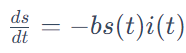 ds/dt = −bs(t)i(t)